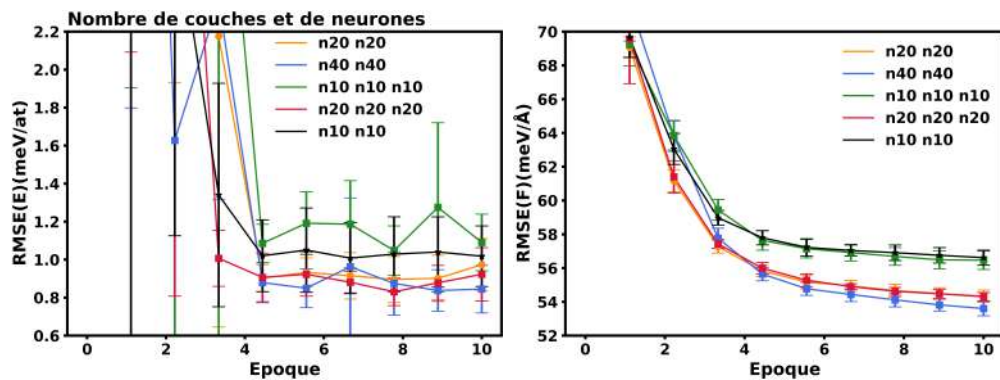 Nombre de couches et de neurones
RMSE(E)(meV/at)
2.2
2.0
1.8
1.6
1.4
1.2
1.0
0.8
0.6
n20 n20
n40 n40
n10 n10 n10
n20 n20 n20
n10 n10
0
2
4
6
8
10
Epoque
RMSE(F)(meV/Å)
70
68
66
64
62
60
58
56
54
52
n20 n20
n40 n40
n10 n10 n10
n20 n20 n20
n10 n10
0
2
4
6
8
10
Epoque